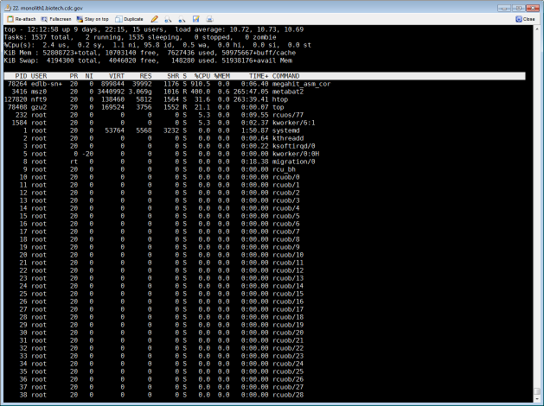 22. monolith1.biotech.cdc.gov
Re-attach Fullscreen Stay on top Duplicate Close
top - 12:12:58 up 9 days, 22:15, 15 users, load average: 10.72, 10.73, 10.69
Tasks: 1537 total, 2 running, 1535 sleeping, 0 stopped, 0 zombie
%Cpu(s): 2.4 us, 0.2 sy, 1.1 ni, 95.8 id, 0.5 wa, 0.0 hi, 0.0 si, 0.0 st
KiB Mem : 52808723+total, 10703140 free, 7627436 used, 50975667+buff/cache
KiB Swap: 4194300 total, 4046020 free, 148280 used. 51938176+avail Mem
PID USER PR NI VIRT RES SHR S %CPU %MEM TIME+ COMMAND
78264 edlb-sn+ 20 0 899844 39992 1176 S 910.5 0.0 0:06.40 megahit_asm_cor
3416 msz0 20 0 3440992 3.069g 1016 R 400.0 0.6 265:47.05 metabat2
127820 nft9 20 0 138460 5812 1564 S 31.6 0.0 263:39.41 htop
78408 gzu2 20 0 169524 3756 1552 R 21.1 0.0 0:00.07 top
232 root 20 0 0 0 0 S 5.3 0.0 0:09.55 rcuos/77
1584 root 20 0 0 0 0 S 5.3 0.0 0:02.37 kworker/6:1
1 root 20 0 53764 5568 3232 S 0.0 0.0 1:50.87 systemd
2 root 20 0 0 0 0 S 0.0 0.0 0:00.64 kthreadd
3 root 20 0 0 0 0 S 0.0 0.0 0:00.22 ksoftirqd/0
5 root 0 -20 0 0 0 S 0.0 0.0 0:00.00 kworker/0:0H
8 root rt 0 0 0 0 S 0.0 0.0 0:18.38 migration/0
9 root 20 0 0 0 0 S 0.0 0.0 0:00.00 rcu_bh
10 root 20 0 0 0 0 S 0.0 0.0 0:00.00 rcuob/0
11 root 20 0 0 0 0 S 0.0 0.0 0:00.00 rcuob/1
12 root 20 0 0 0 0 S 0.0 0.0 0:00.00 rcuob/2
13 root 20 0 0 0 0 S 0.0 0.0 0:00.00 rcuob/3
14 root 20 0 0 0 0 S 0.0 0.0 0:00.00 rcuob/4
15 root 20 0 0 0 0 S 0.0 0.0 0:00.00 rcuob/5
16 root 20 0 0 0 0 S 0.0 0.0 0:00.00 rcuob/6
17 root 20 0 0 0 0 S 0.0 0.0 0:00.00 rcuob/7
18 root 20 0 0 0 0 S 0.0 0.0 0:00.00 rcuob/8
19 root 20 0 0 0 0 S 0.0 0.0 0:00.00 rcuob/9
20 root 20 0 0 0 0 S 0.0 0.0 0:00.00 rcuob/10
21 root 20 0 0 0 0 S 0.0 0.0 0:00.00 rcuob/11
22 root 20 0 0 0 0 S 0.0 0.0 0:00.00 rcuob/12
23 root 20 0 0 0 0 S 0.0 0.0 0:00.00 rcuob/13
24 root 20 0 0 0 0 S 0.0 0.0 0:00.00 rcuob/14
25 root 20 0 0 0 0 S 0.0 0.0 0:00.00 rcuob/15
26 root 20 0 0 0 0 S 0.0 0.0 0:00.00 rcuob/16
27 root 20 0 0 0 0 S 0.0 0.0 0:00.00 rcuob/17
28 root 20 0 0 0 0 S 0.0 0.0 0:00.00 rcuob/18
29 root 20 0 0 0 0 S 0.0 0.0 0:00.00 rcuob/19
30 root 20 0 0 0 0 S 0.0 0.0 0:00.00 rcuob/20
31 root 20 0 0 0 0 S 0.0 0.0 0:00.00 rcuob/21
32 root 20 0 0 0 0 S 0.0 0.0 0:00.00 rcuob/22
33 root 20 0 0 0 0 S 0.0 0.0 0:00.00 rcuob/23
34 root 20 0 0 0 0 S 0.0 0.0 0:00.00 rcuob/24
35 root 20 0 0 0 0 S 0.0 0.0 0:00.00 rcuob/25
36 root 20 0 0 0 0 S 0.0 0.0 0:00.00 rcuob/26
37 root 20 0 0 0 0 S 0.0 0.0 0:00.00 rcuob/27
38 root 20 0 0 0 0 S 0.0 0.0 0:00.00 rcuob/28